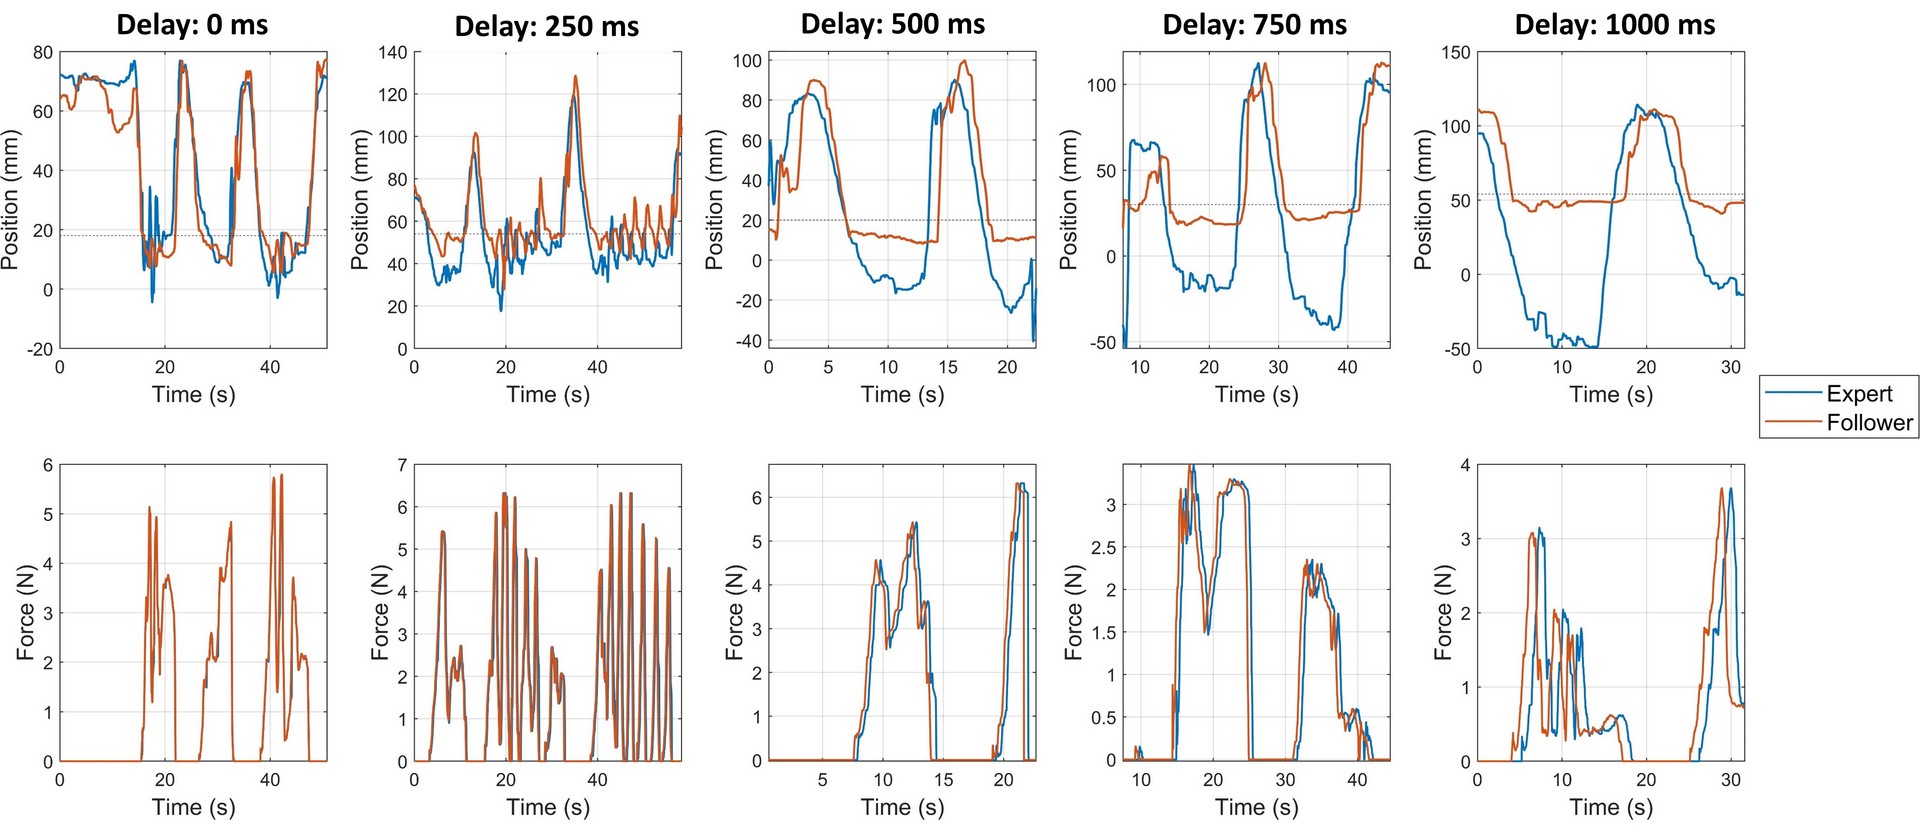 Delay: 0 ms
Delay: 250 ms
Delay: 500 ms
Delay: 750 ms
Delay: 1000 ms
Position (mm)
80
60
40
20
0
-20
0 20 40
Time (s)
Position (mm)
140
120
100
80
60
40
20
0
0 20 40
Time (s)
Position (mm)
100
80
60
40
20
0
-20
-40
0 5 10 15 20
Time (s)
Position (mm)
100
50
0
-50
10 20 30 40
Time (s)
Position (mm)
150
100
50
0
-50
0 10 20 30
Time (s)
Expert
Follower
Force (N)
6
5
4
3
2
1
0
0 20 40
Time (s)
Force (N)
7
6
5
4
3
2
1
0
0 20 40
Time (s)
Force (N)
6
5
4
3
2
1
0
5 10 15 20
Time (s)
Force (N)
3
2.5
2
1.5
1
0.5
0
10 20 30 40
Time (s)
Force (N)
4
3
2
1
0
0 10 20 30
Time (s)